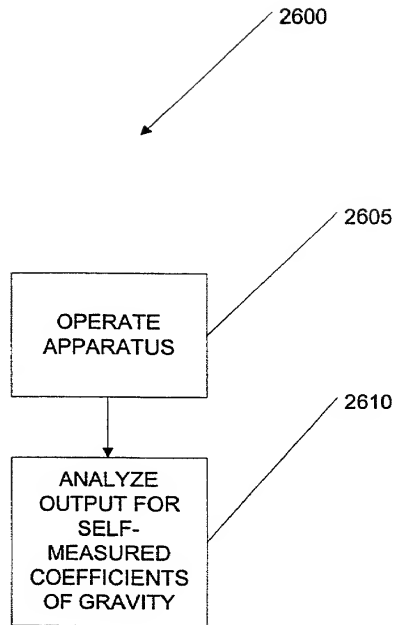 2600
2605
OPERATE
APPARATUS
2610
ANALYZE
OUTPUT FOR
SELF-
MEASURED
COEFFICIENTS
OF GRAVITY